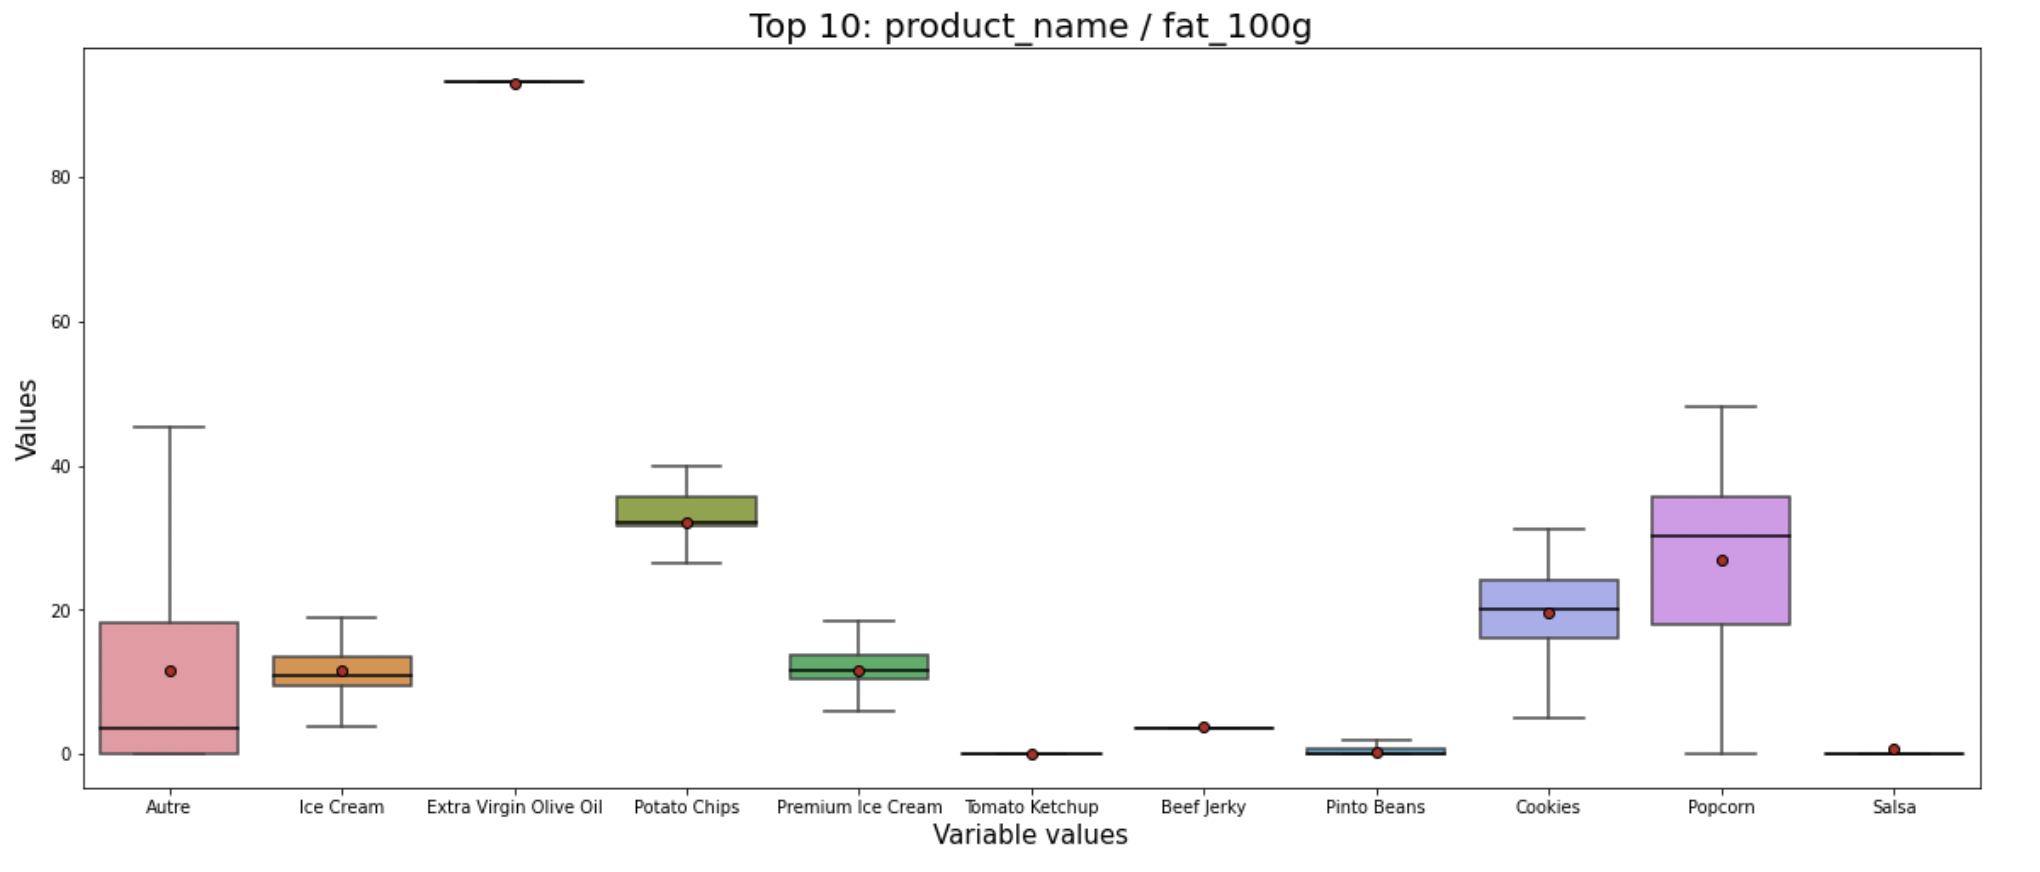 Top 10: product_name / fat_100g
Values
80
60
40
20
0
Autre Ice Cream Extra Virgin Olive Oil Potato Chips Premium Ice Cream Tomato Ketchup Beef Jerky Pinto Beans Cookies Popcorn Salsa
Variable values